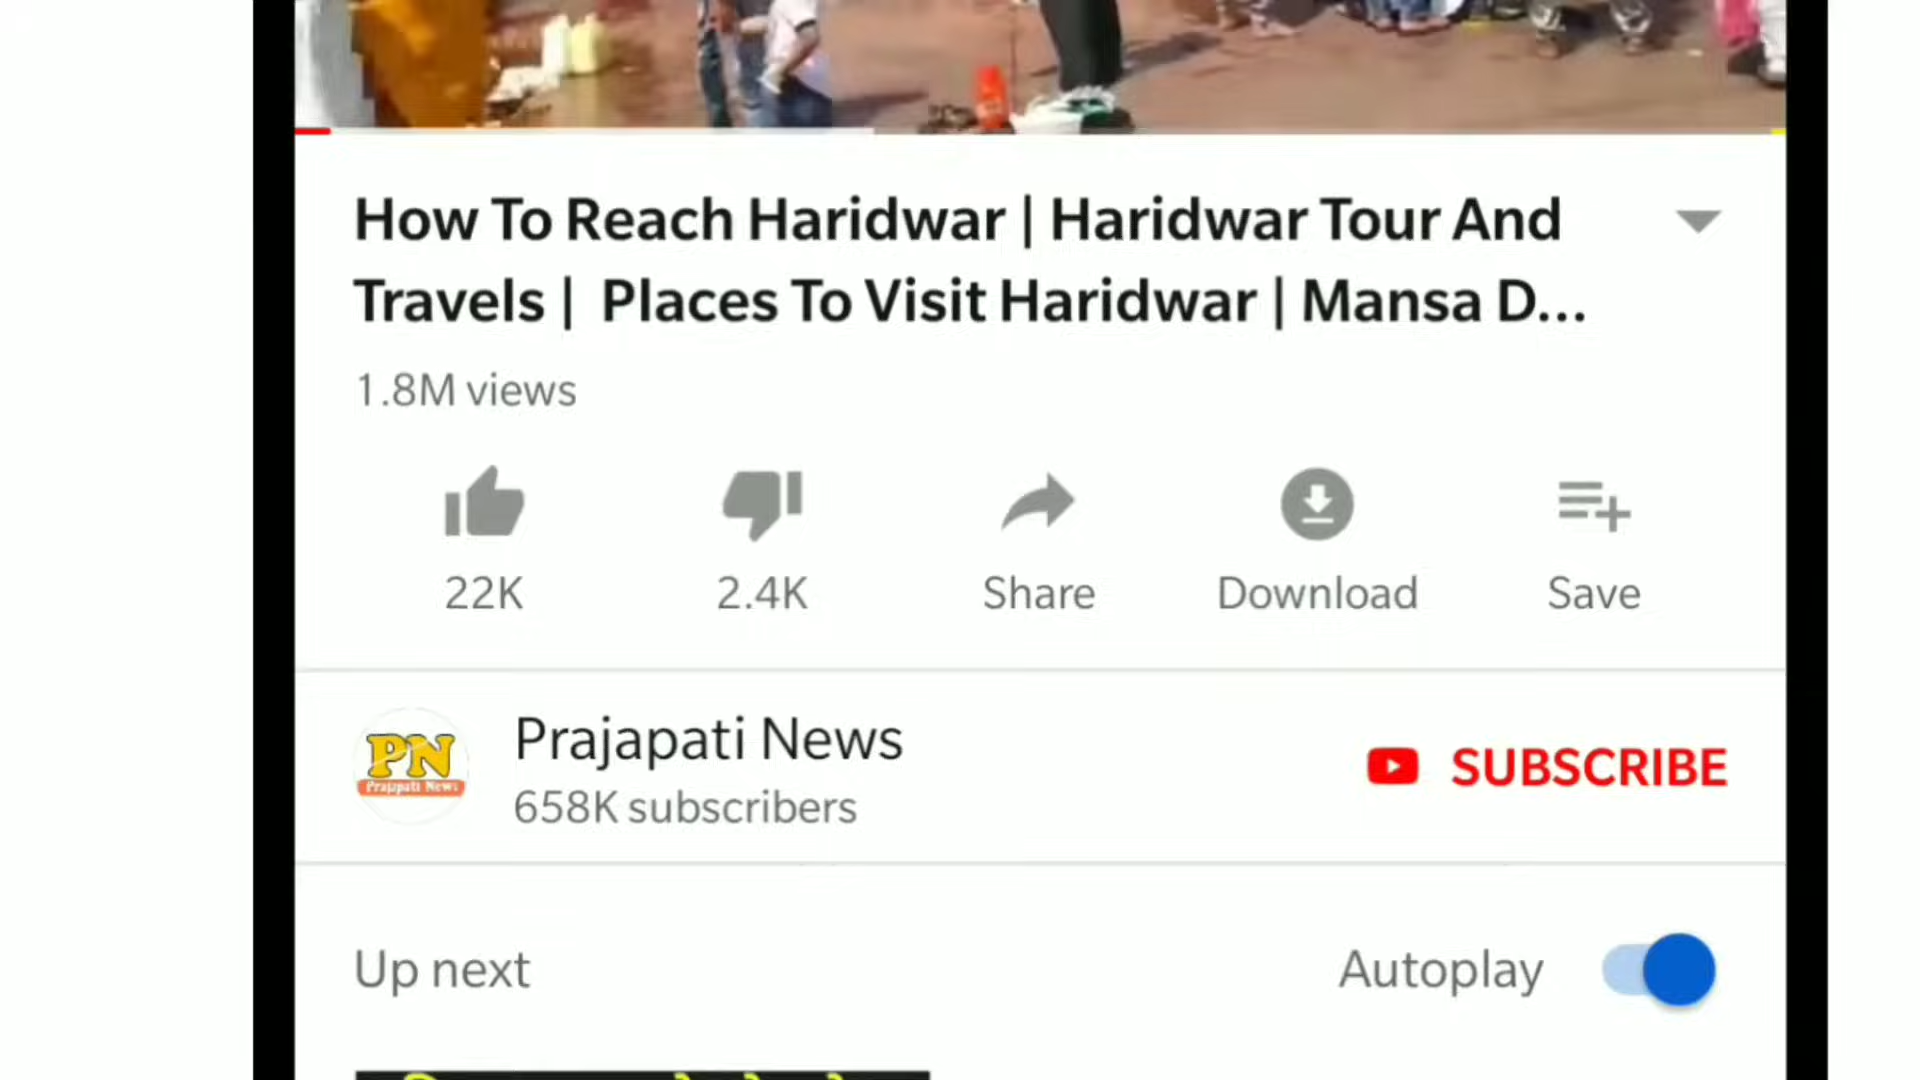 How To Reach Haridwar | Haridwar Tour And
Travels | Places To Visit Haridwar | Mansa D...
1.8M views
22K
2.4K
Share
Download
Save
PN
Prajapati News
Prajapati News
658K subscribers
SUBSCRIBE
Up next
Autoplay